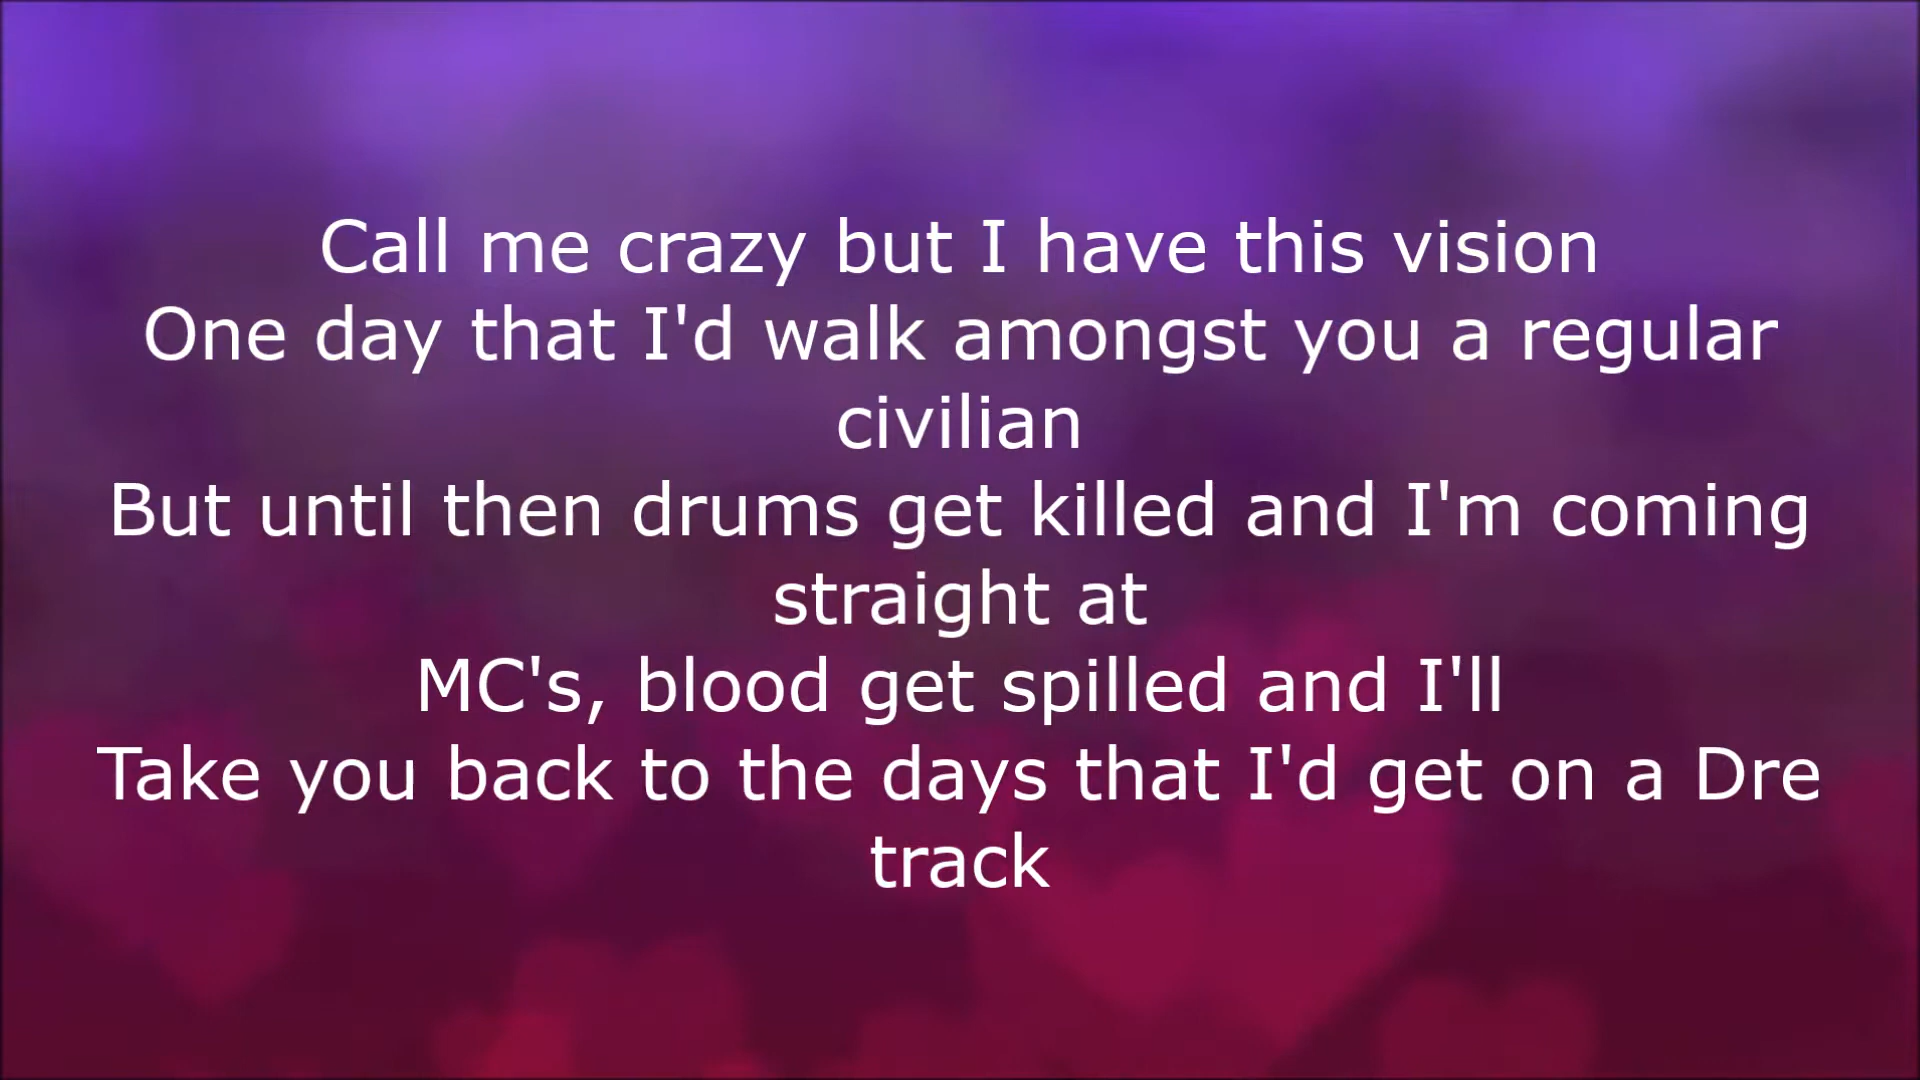 Call me crazy but I have this vision
One day that I'd walk amongst you a regular
civilian
But until then drums get killed and I'm coming
straight at
MC's, blood get spilled and I'll
Take you back to the days that I'd get on a Dre
track